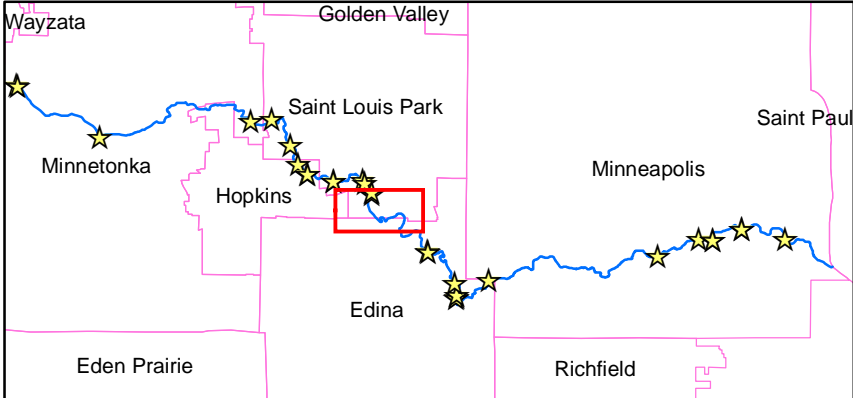 Wayzata
Golden Valley
Saint Louis Park
Saint Paul
Minnetonka
Minneapolis
Hopkins
Edina
Eden Prairie
Richfield